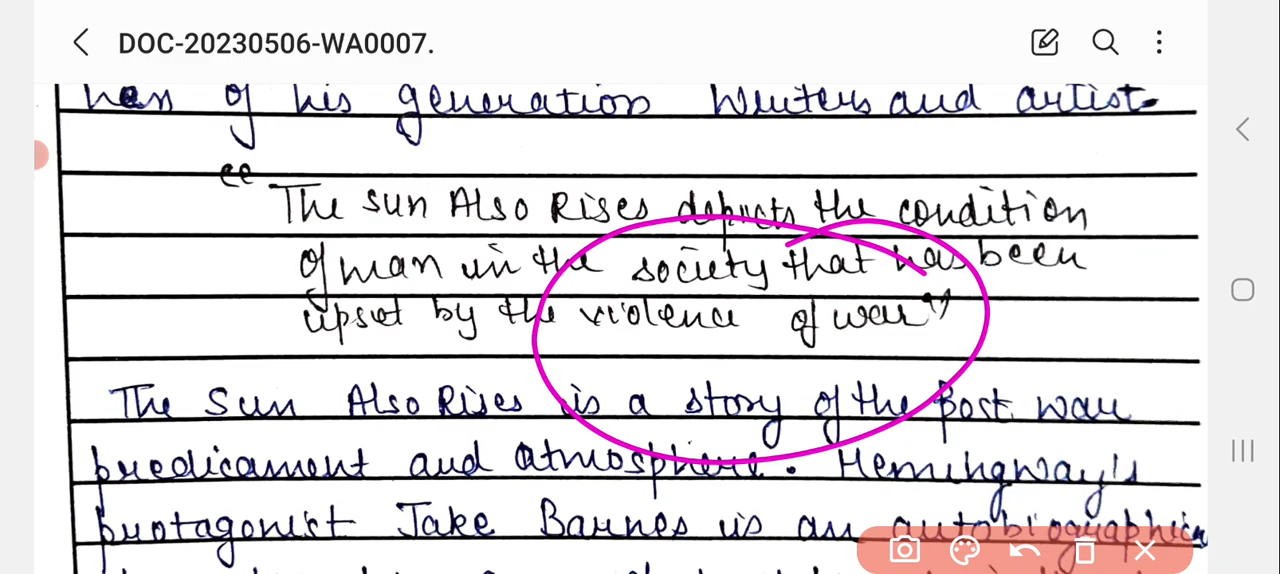 DOC-20230506-WA0007.
of his generation Writers and artist.
"The Sun Also Rises depicts the condition
of man in the society that has been
upset by the violence of war"
The Sun Also Rises is a story of the Post war
predicament and atmosphere. Hemingway's
protagonist Jake Barnes is an